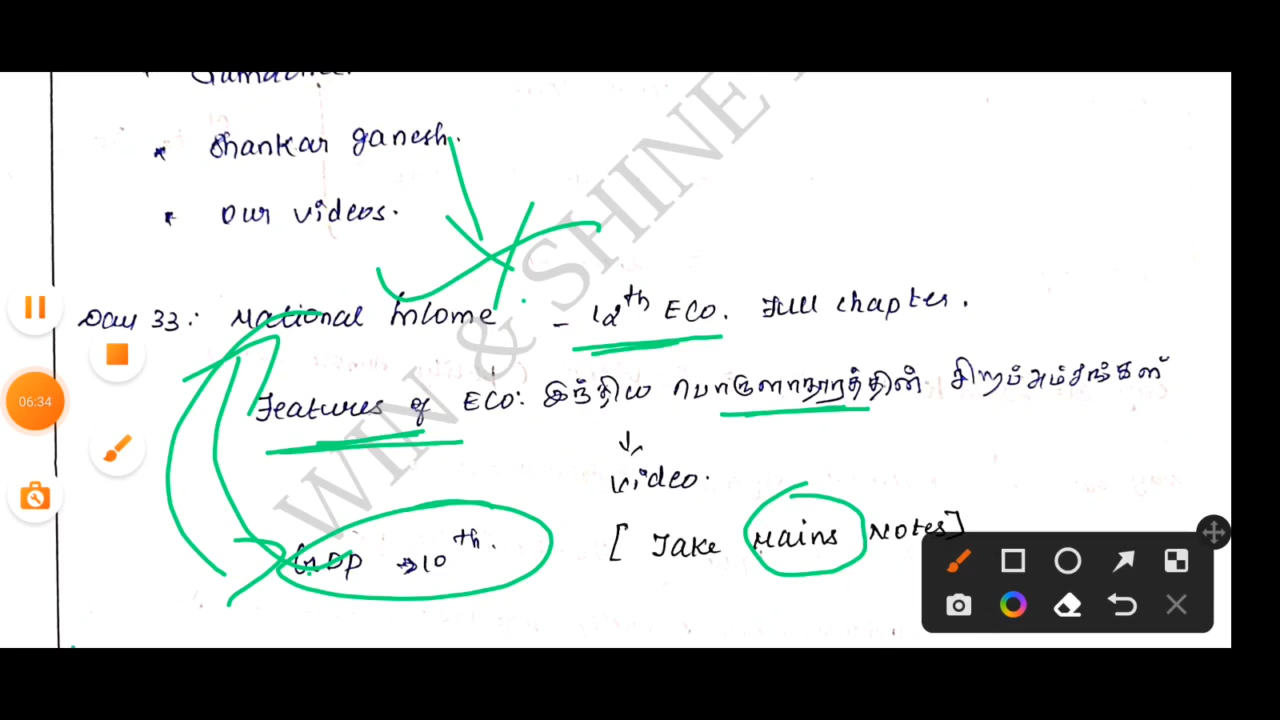 * Shankar ganesh.
* Our videos.
Day 33: National Income - 12th ECO. Full chapter.
Features of ECO: இந்திய பொருளாதாரத்தின் சிறப்அம்சங்கள்
↓
video.
[Take Mains Notes]
GDP → 10th.
WIN & SHINE
06:34